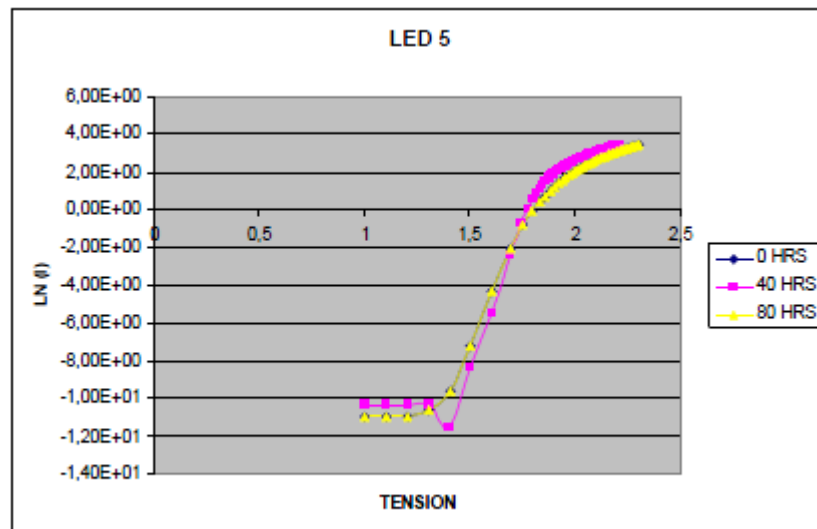 LED 5
6,00E+00
4,00E+00
2,00E+00
0,00E+00
-2,00E+00
-4,00E+00
-6,00E+00
-8,00E+00
-1,00E+01
-1,20E+01
-1,40E+01
0 0,5 1 1,5 2 2,5
LN (I)
TENSION
0 HRS
40 HRS
80 HRS